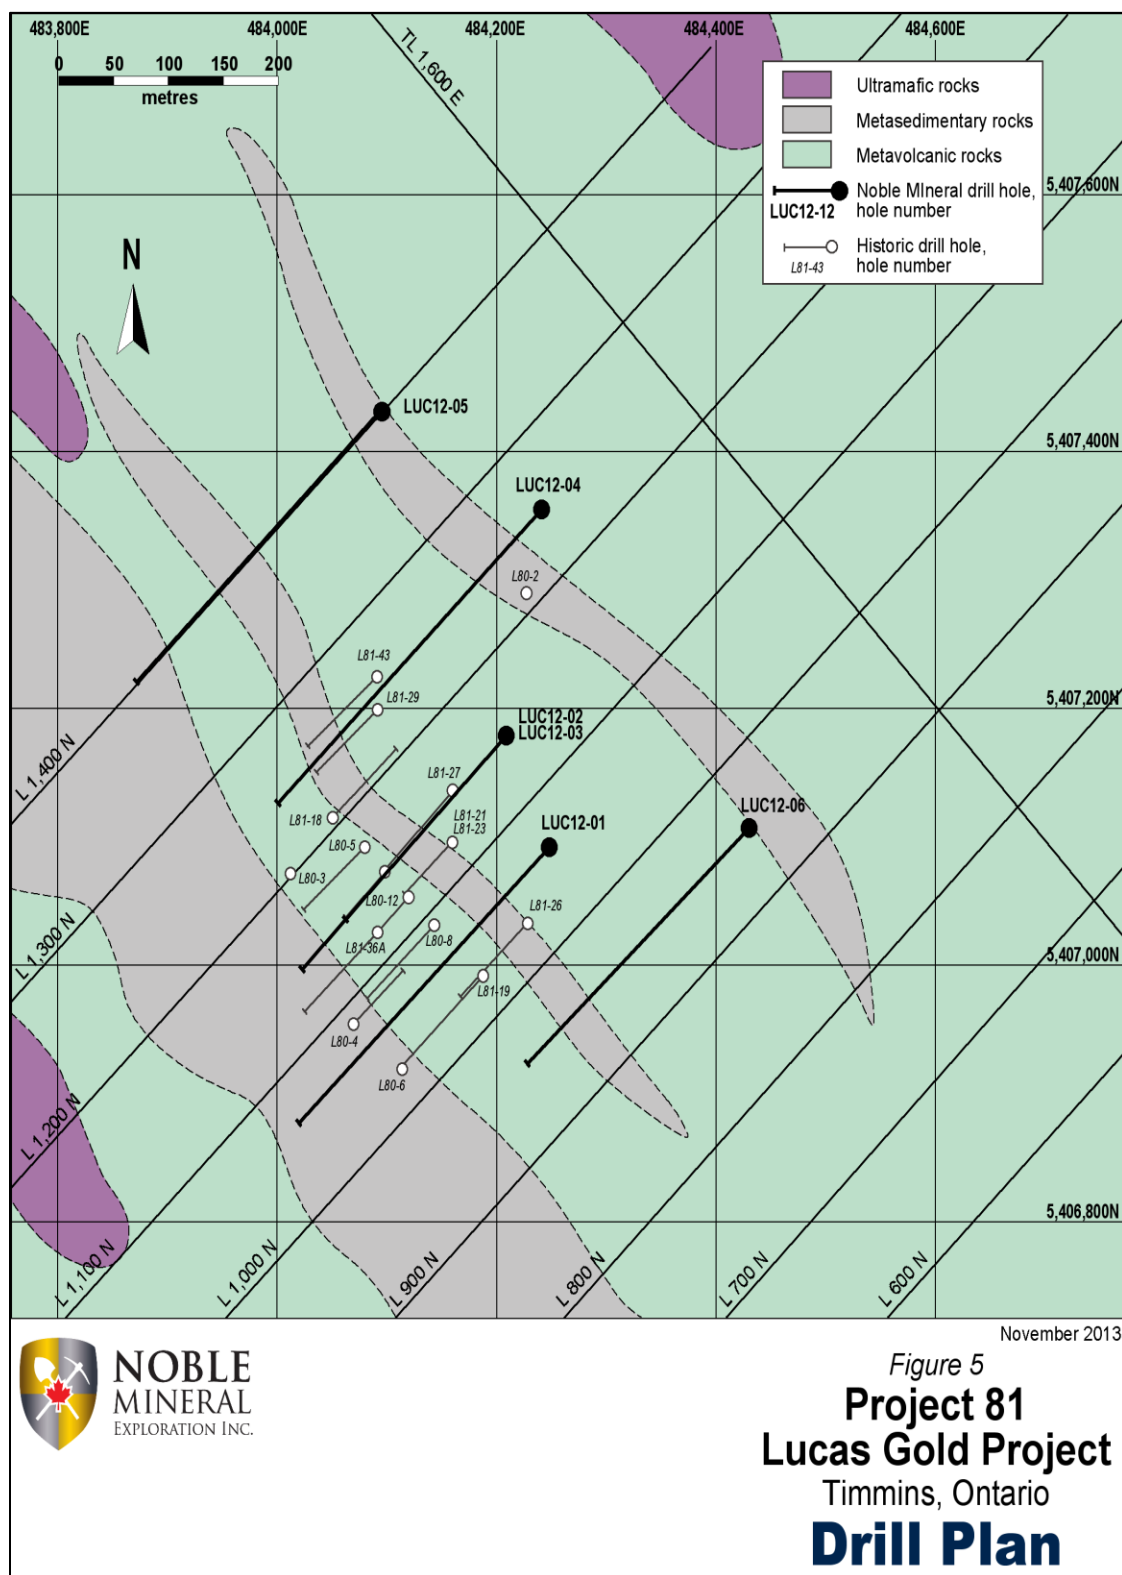 483,800E 484,000E 484,200E 484,400E 484,600E
0 50 100 150 200
metres
TL 1,600 E
Ultramafic rocks
Metasedimentary rocks
Metavolcanic rocks
Noble MIneral drill hole,
hole number
LUC12-12
Historic drill hole,
hole number
L81-43
5,407,600N
N
LUC12-05
5,407,400N
LUC12-04
L80-2
L81-43
L81-29
5,407,200N
LUC12-02
LUC12-03
L 1,400 N
L81-27
L81-18
L81-21
L81-23
LUC12-06
LUC12-01
L80-5
L80-3
L80-12
L81-26
L81-36A
L80-8
L 1,300 N
5,407,000N
L81-19
L80-4
L80-6
L 1,200 N
5,406,800N
L 1,100 N
L 1,000 N
L 900 N
L 800 N
L 700 N
L 600 N
November 2013
NOBLE
MINERAL
EXPLORATION INC.
Figure 5
Project 81
Lucas Gold Project
Timmins, Ontario
Drill Plan